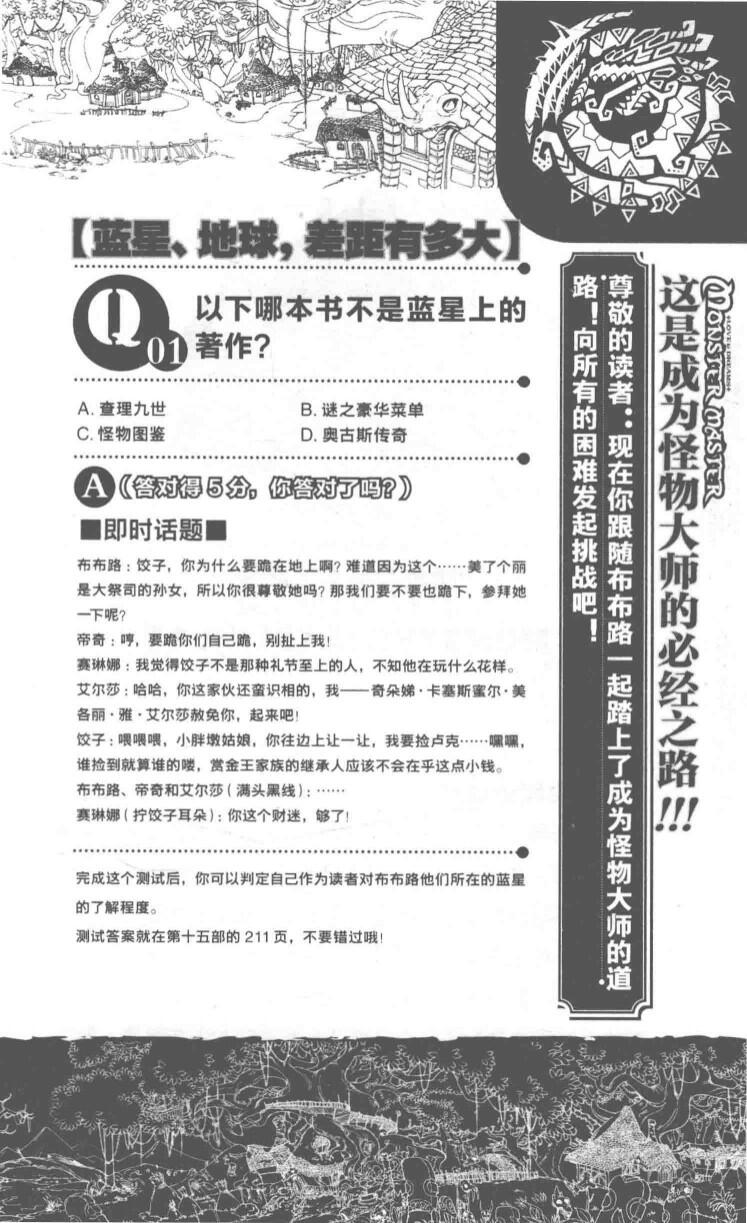 【蓝星、地球，差距有多大】
Q01
以下哪本书不是蓝星上的
著作？
A. 查理九世 B. 谜之豪华菜单
C. 怪物图鉴 D. 奥古斯传奇
A（答对得 5 分，你答对了吗？）
■即时话题■
布布路：饺子，你为什么要跪在地上啊？难道因为这个……美了个丽
是大祭司的孙女，所以你很尊敬她吗？那我们要不要也跪下，参拜她
一下呢？
帝奇：哼，要跪你们自己跪，别扯上我！
赛琳娜：我觉得饺子不是那种礼节至上的人，不知他在玩什么花样。
艾尔莎：哈哈，你这家伙还蛮识相的，我——奇朵娣·卡塞斯蜜尔·美
各丽·雅·艾尔莎赦免你，起来吧！
饺子：喂喂喂，小胖墩姑娘，你往边上让一让，我要捡卢克……嘿嘿，
谁捡到就算谁的喽，赏金王家族的继承人应该不会在乎这点小钱。
布布路、帝奇和艾尔莎（满头黑线）：……
赛琳娜（拧饺子耳朵）：你这个财迷，够了！
完成这个测试后，你可以判定自己作为读者对布布路他们所在的蓝星
的了解程度。
测试答案就在第十五部的 211 页，不要错过哦！
MONSTER MASTER
+LOVE & DREAMS+
这是成为怪物大师的必经之路!!!
尊敬的读者：现在你跟随布布路一起踏上了成为怪物大师的道
路！向所有的困难发起挑战吧！